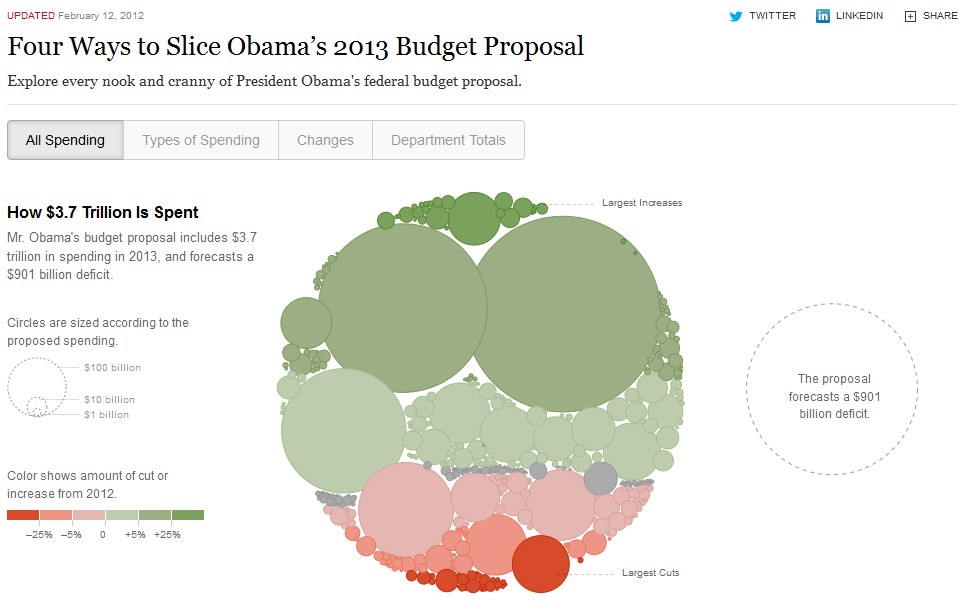 UPDATED February 12, 2012
TWITTER LINKEDIN SHARE
Four Ways to Slice Obama’s 2013 Budget Proposal
Explore every nook and cranny of President Obama's federal budget proposal.
All Spending Types of Spending Changes Department Totals
How $3.7 Trillion Is Spent
Mr. Obama's budget proposal includes $3.7
trillion in spending in 2013, and forecasts a
$901 billion deficit.
Circles are sized according to the
proposed spending.
$100 billion
$10 billion
$1 billion
Color shows amount of cut or
increase from 2012.
−25% −5% 0 +5% +25%
Largest Increases
Largest Cuts
The proposal
forecasts a $901
billion deficit.